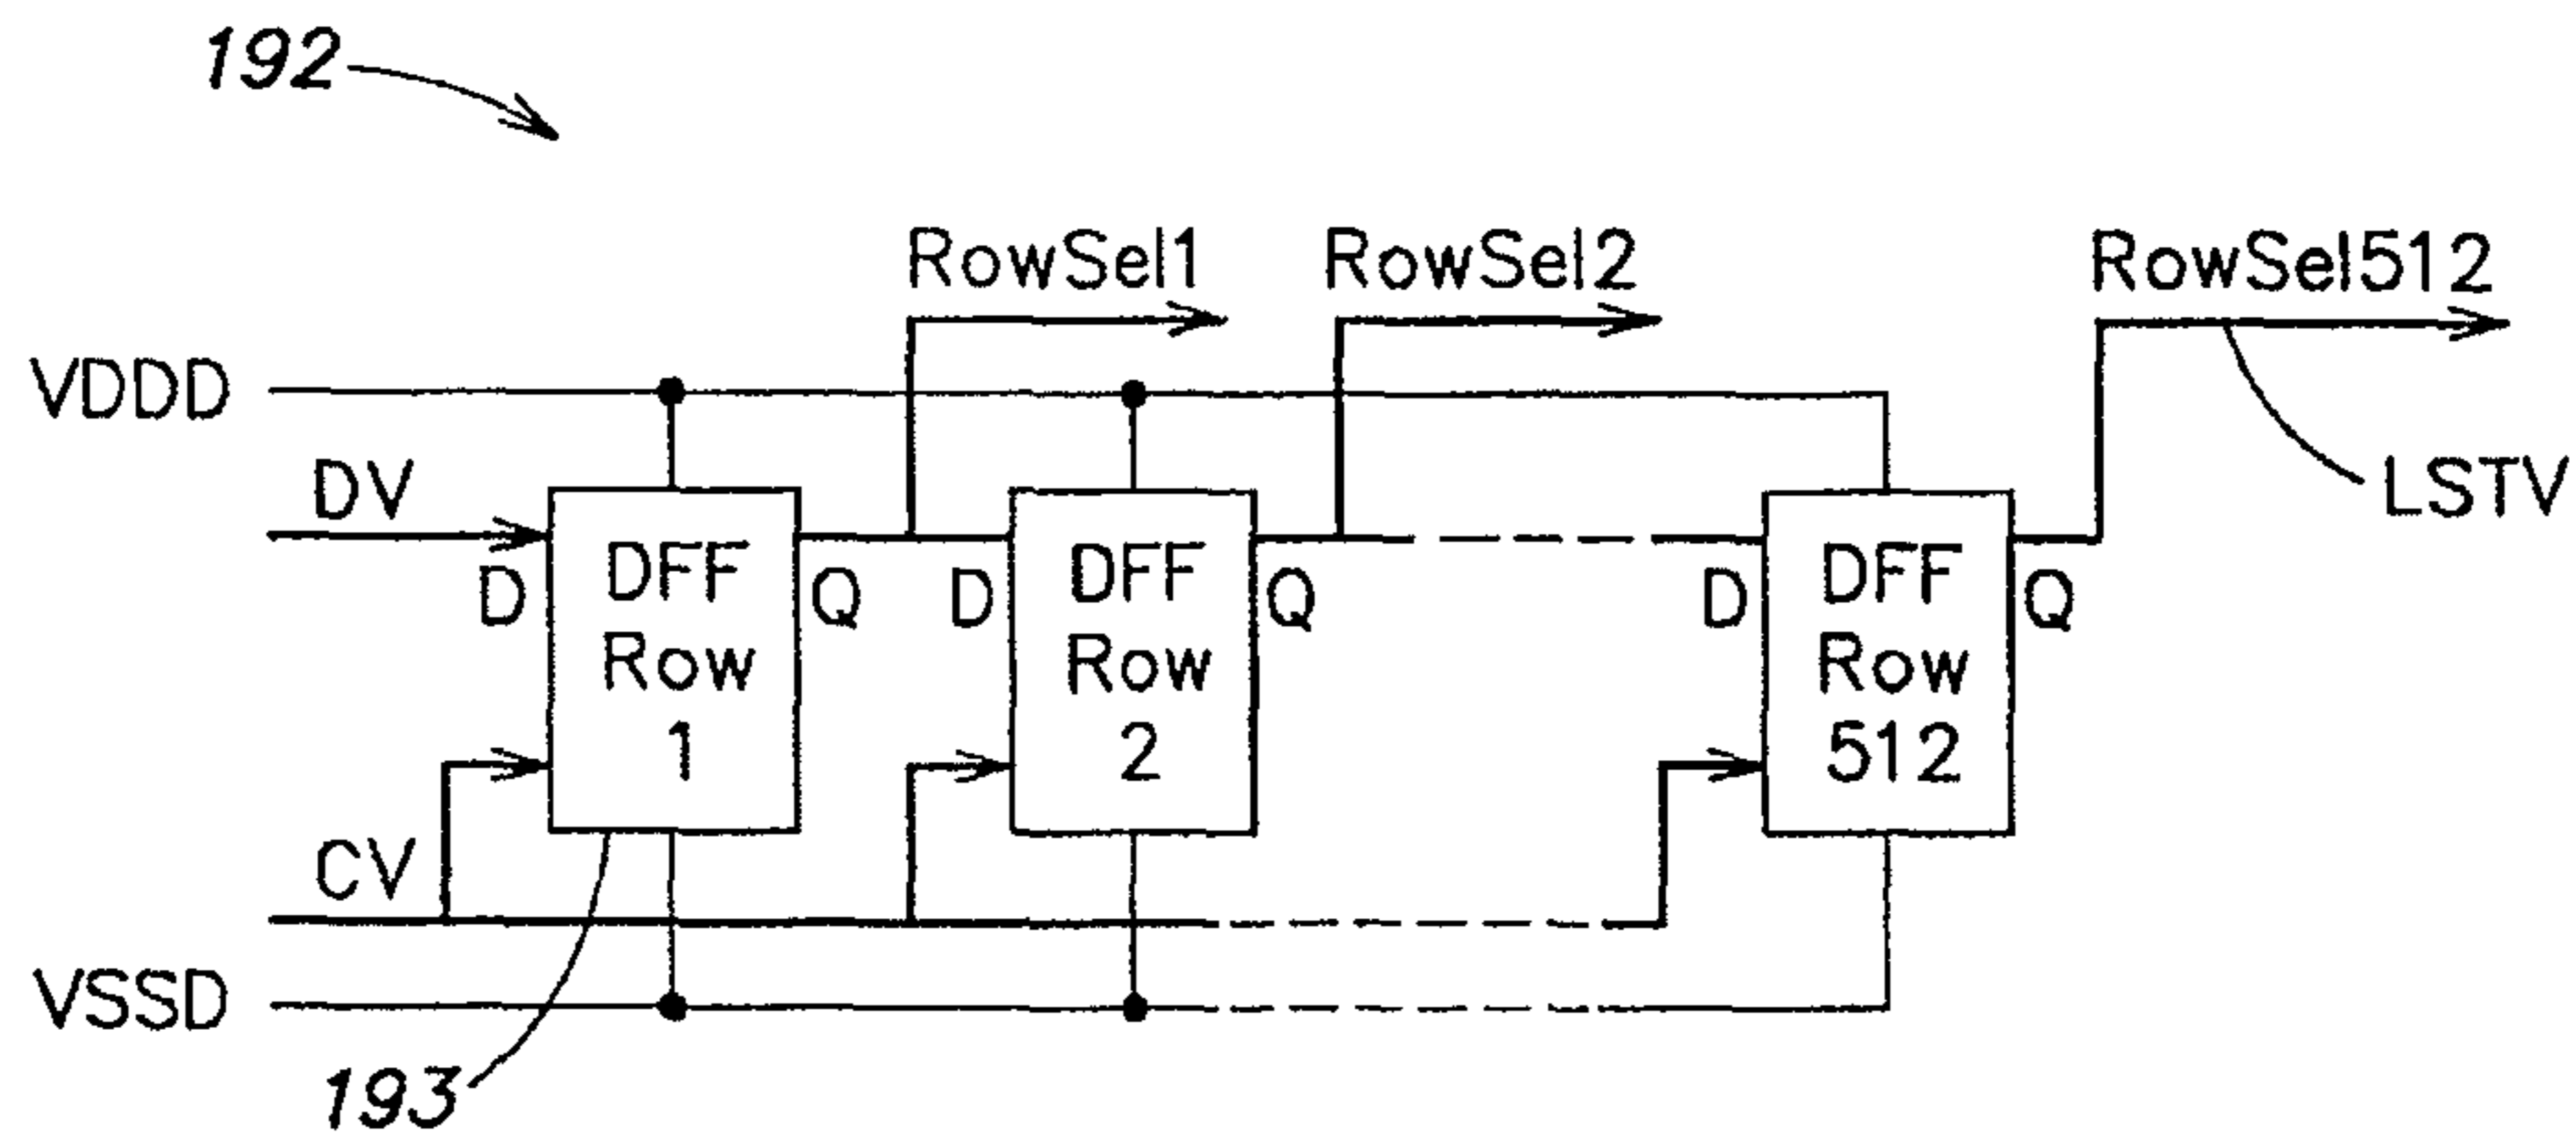 192
RowSel1
RowSel2
RowSel512
VDDD
DV
LSTV
D
DFF
Row
1
Q
D
DFF
Row
2
Q
D
DFF
Row
512
Q
CV
VSSD
193